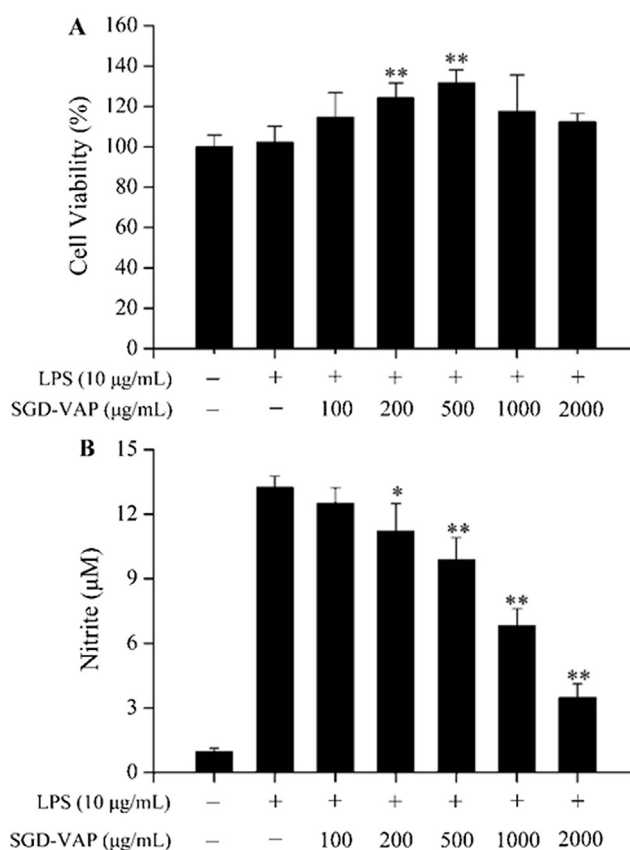 A
160
140
120
100
80
60
40
20
0
Cell Viability (%)
** **
LPS (10 μg/mL) − + + + + + +
SGD-VAP (μg/mL) − − 100 200 500 1000 2000
B
15
12
9
6
3
0
Nitrite (μM)
* ** ** **
LPS (10 μg/mL) − + + + + + +
SGD-VAP (μg/mL) − − 100 200 500 1000 2000